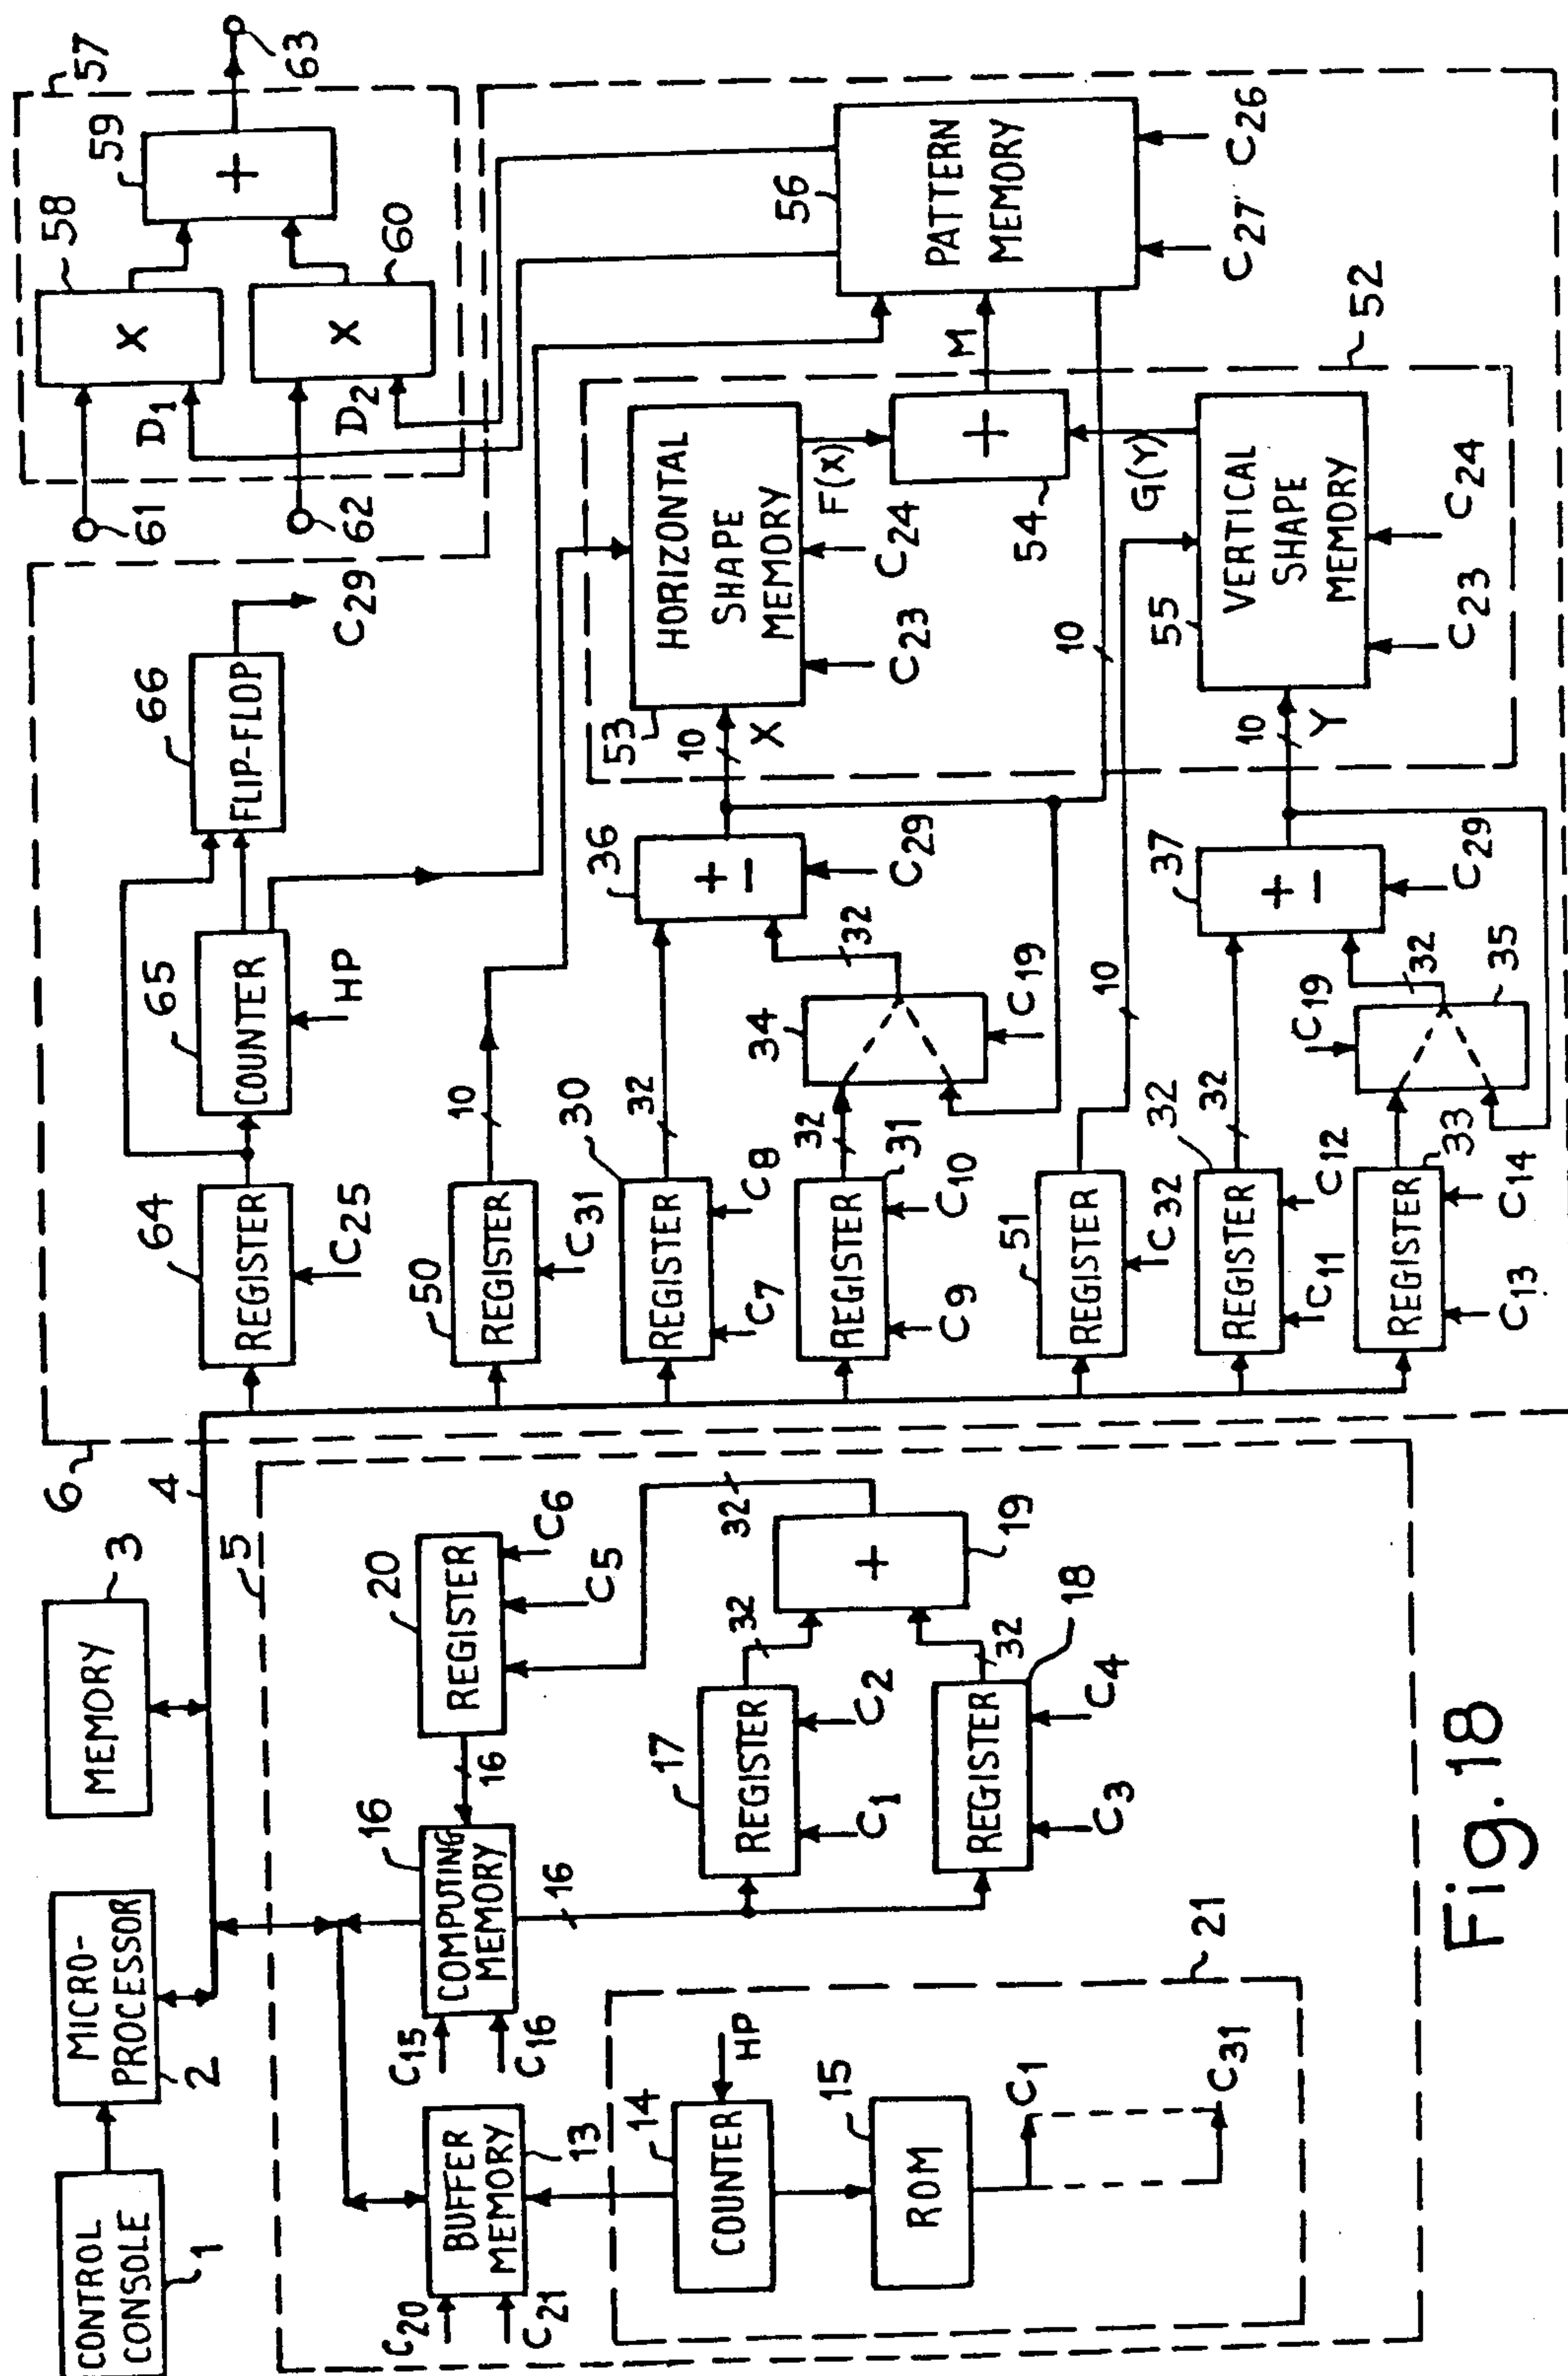 CONTROL
CONSOLE
1
MICRO-
PROCESSOR
2
MEMORY
3
4
5
6
BUFFER
MEMORY
13
C20
C21
COMPUTING
MEMORY
16
C15
C16
16
16
REGISTER
20
C5
C6
REGISTER
17
C1
C2
32
REGISTER
18
C3
C4
32
+
19
32
COUNTER
14
HP
ROM
15
C1
C31
21
REGISTER
64
C25
COUNTER
65
HP
FLIP-FLOP
66
C29
REGISTER
50
C31
10
REGISTER
30
C7
C8
32
REGISTER
31
C9
C10
32
34
C19
32
+
−
36
C29
10
X
REGISTER
51
C32
10
REGISTER
32
C11
C12
32
REGISTER
33
C13
C14
C19
35
32
+
−
37
C29
10
Y
HORIZONTAL
SHAPE
MEMORY
53
C23
C24
F(X)
+
54
M
G(Y)
VERTICAL
SHAPE
MEMORY
55
C23
C24
52
10
PATTERN
MEMORY
56
C27
C26
57
61
62
D1
D2
X
58
X
60
+
59
63
Fig. 18